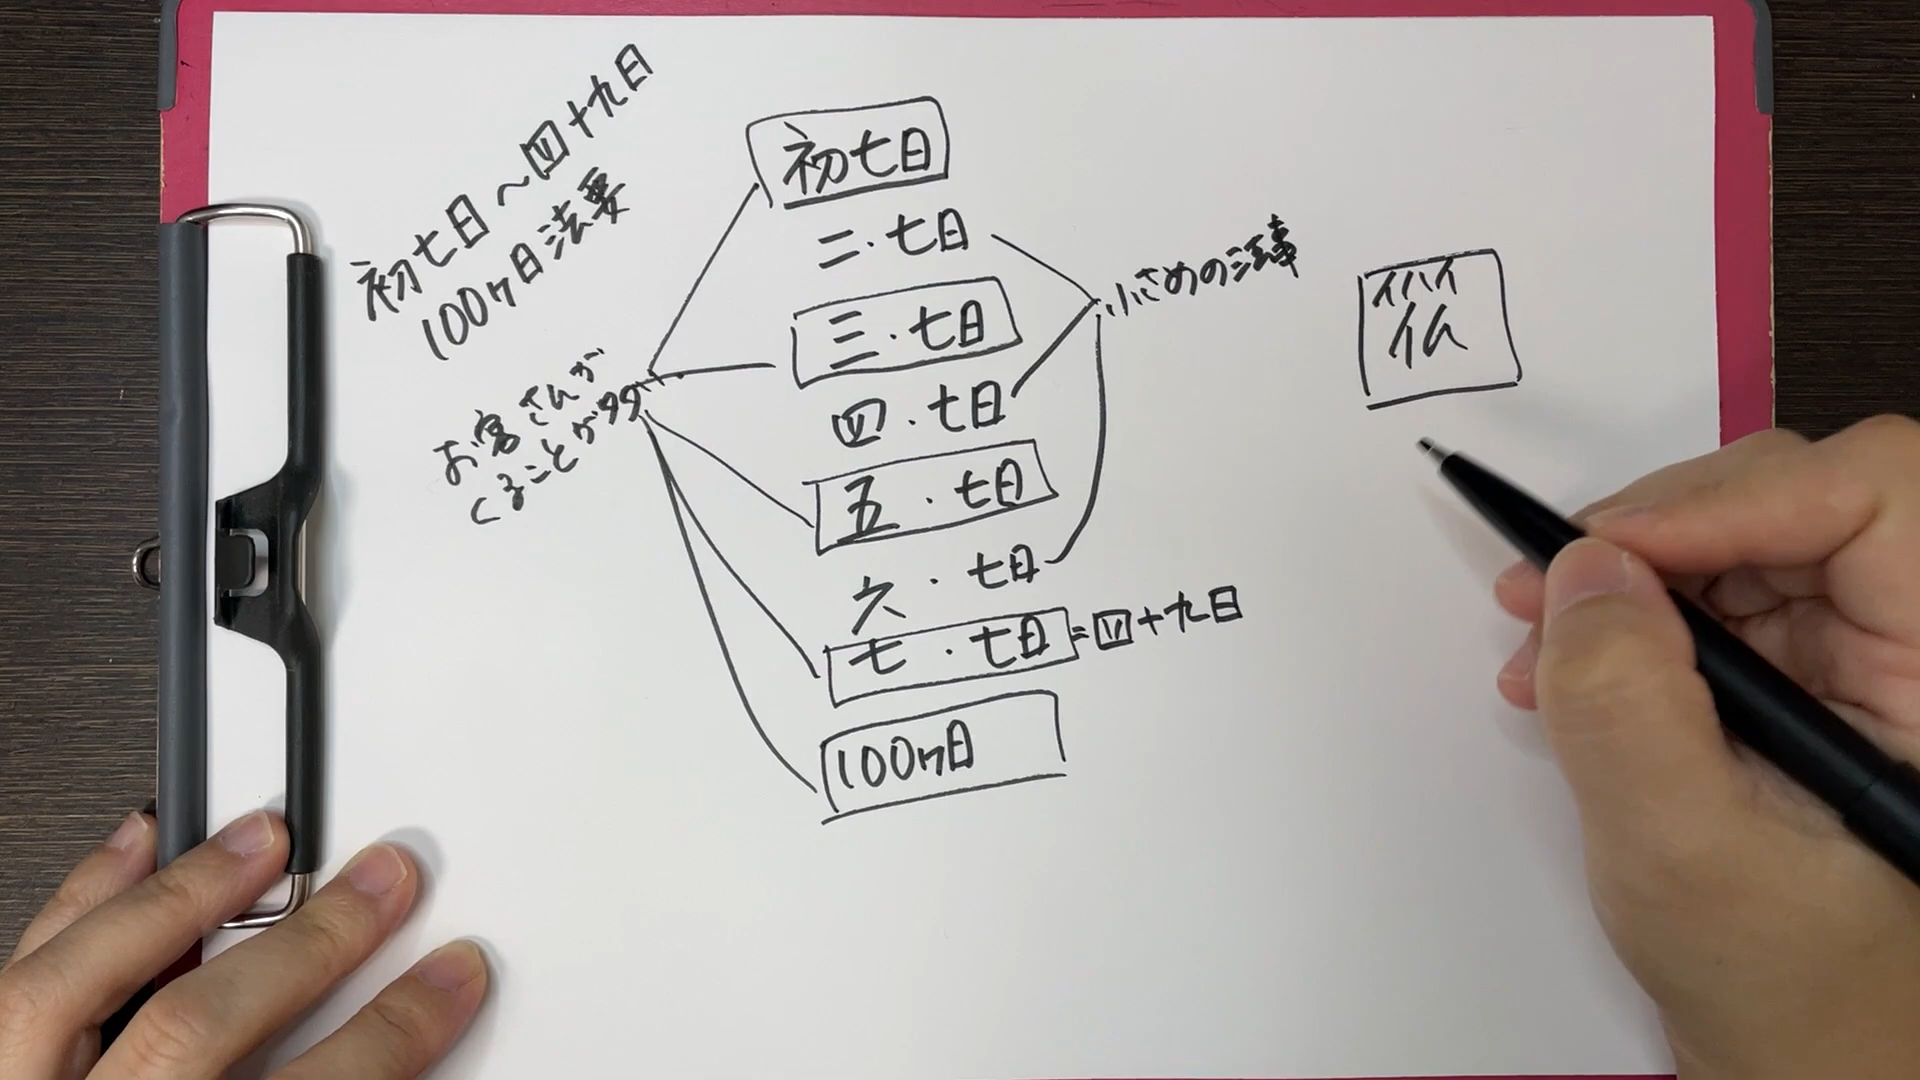 初七日〜四十九日
100ヶ日法要
お客さんが
くることが多
初七日
二・七日
三・七日
四・七日
五・七日
六・七日
七・七日=四十九日
100ヶ日
小さめの法事
イハイ
仏